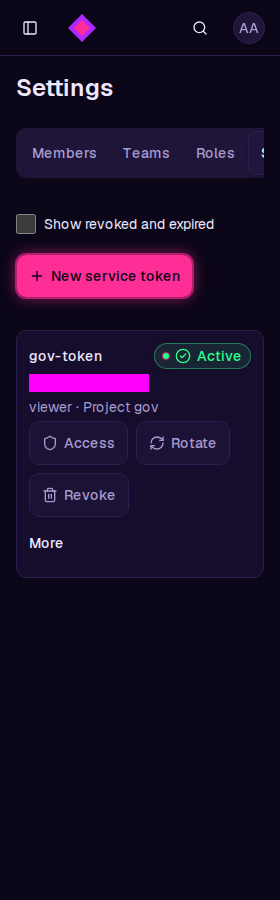 AA
Settings
Members Teams Roles
Show revoked and expired
+ New service token
gov-token Active
viewer · Project gov
Access Rotate
Revoke
More